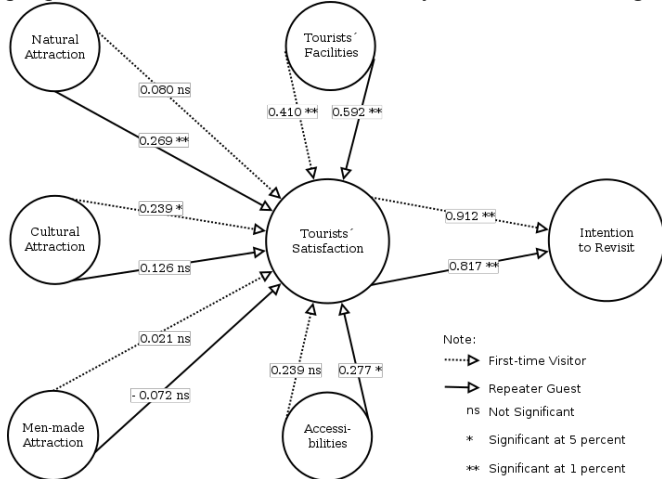 Natural
Attraction
Tourists´
Facilities
0.080 ns
0.410 **
0.592 **
0.269 **
Cultural
Attraction
0.239 *
0.126 ns
Tourists´
Satisfaction
0.912 **
0.817 **
Intention
to Revisit
0.021 ns
- 0.072 ns
0.239 ns
0.277 *
Men-made
Attraction
Accessi-
bilities
Note:
First-time Visitor
Repeater Guest
ns Not Significant
* Significant at 5 percent
** Significant at 1 percent